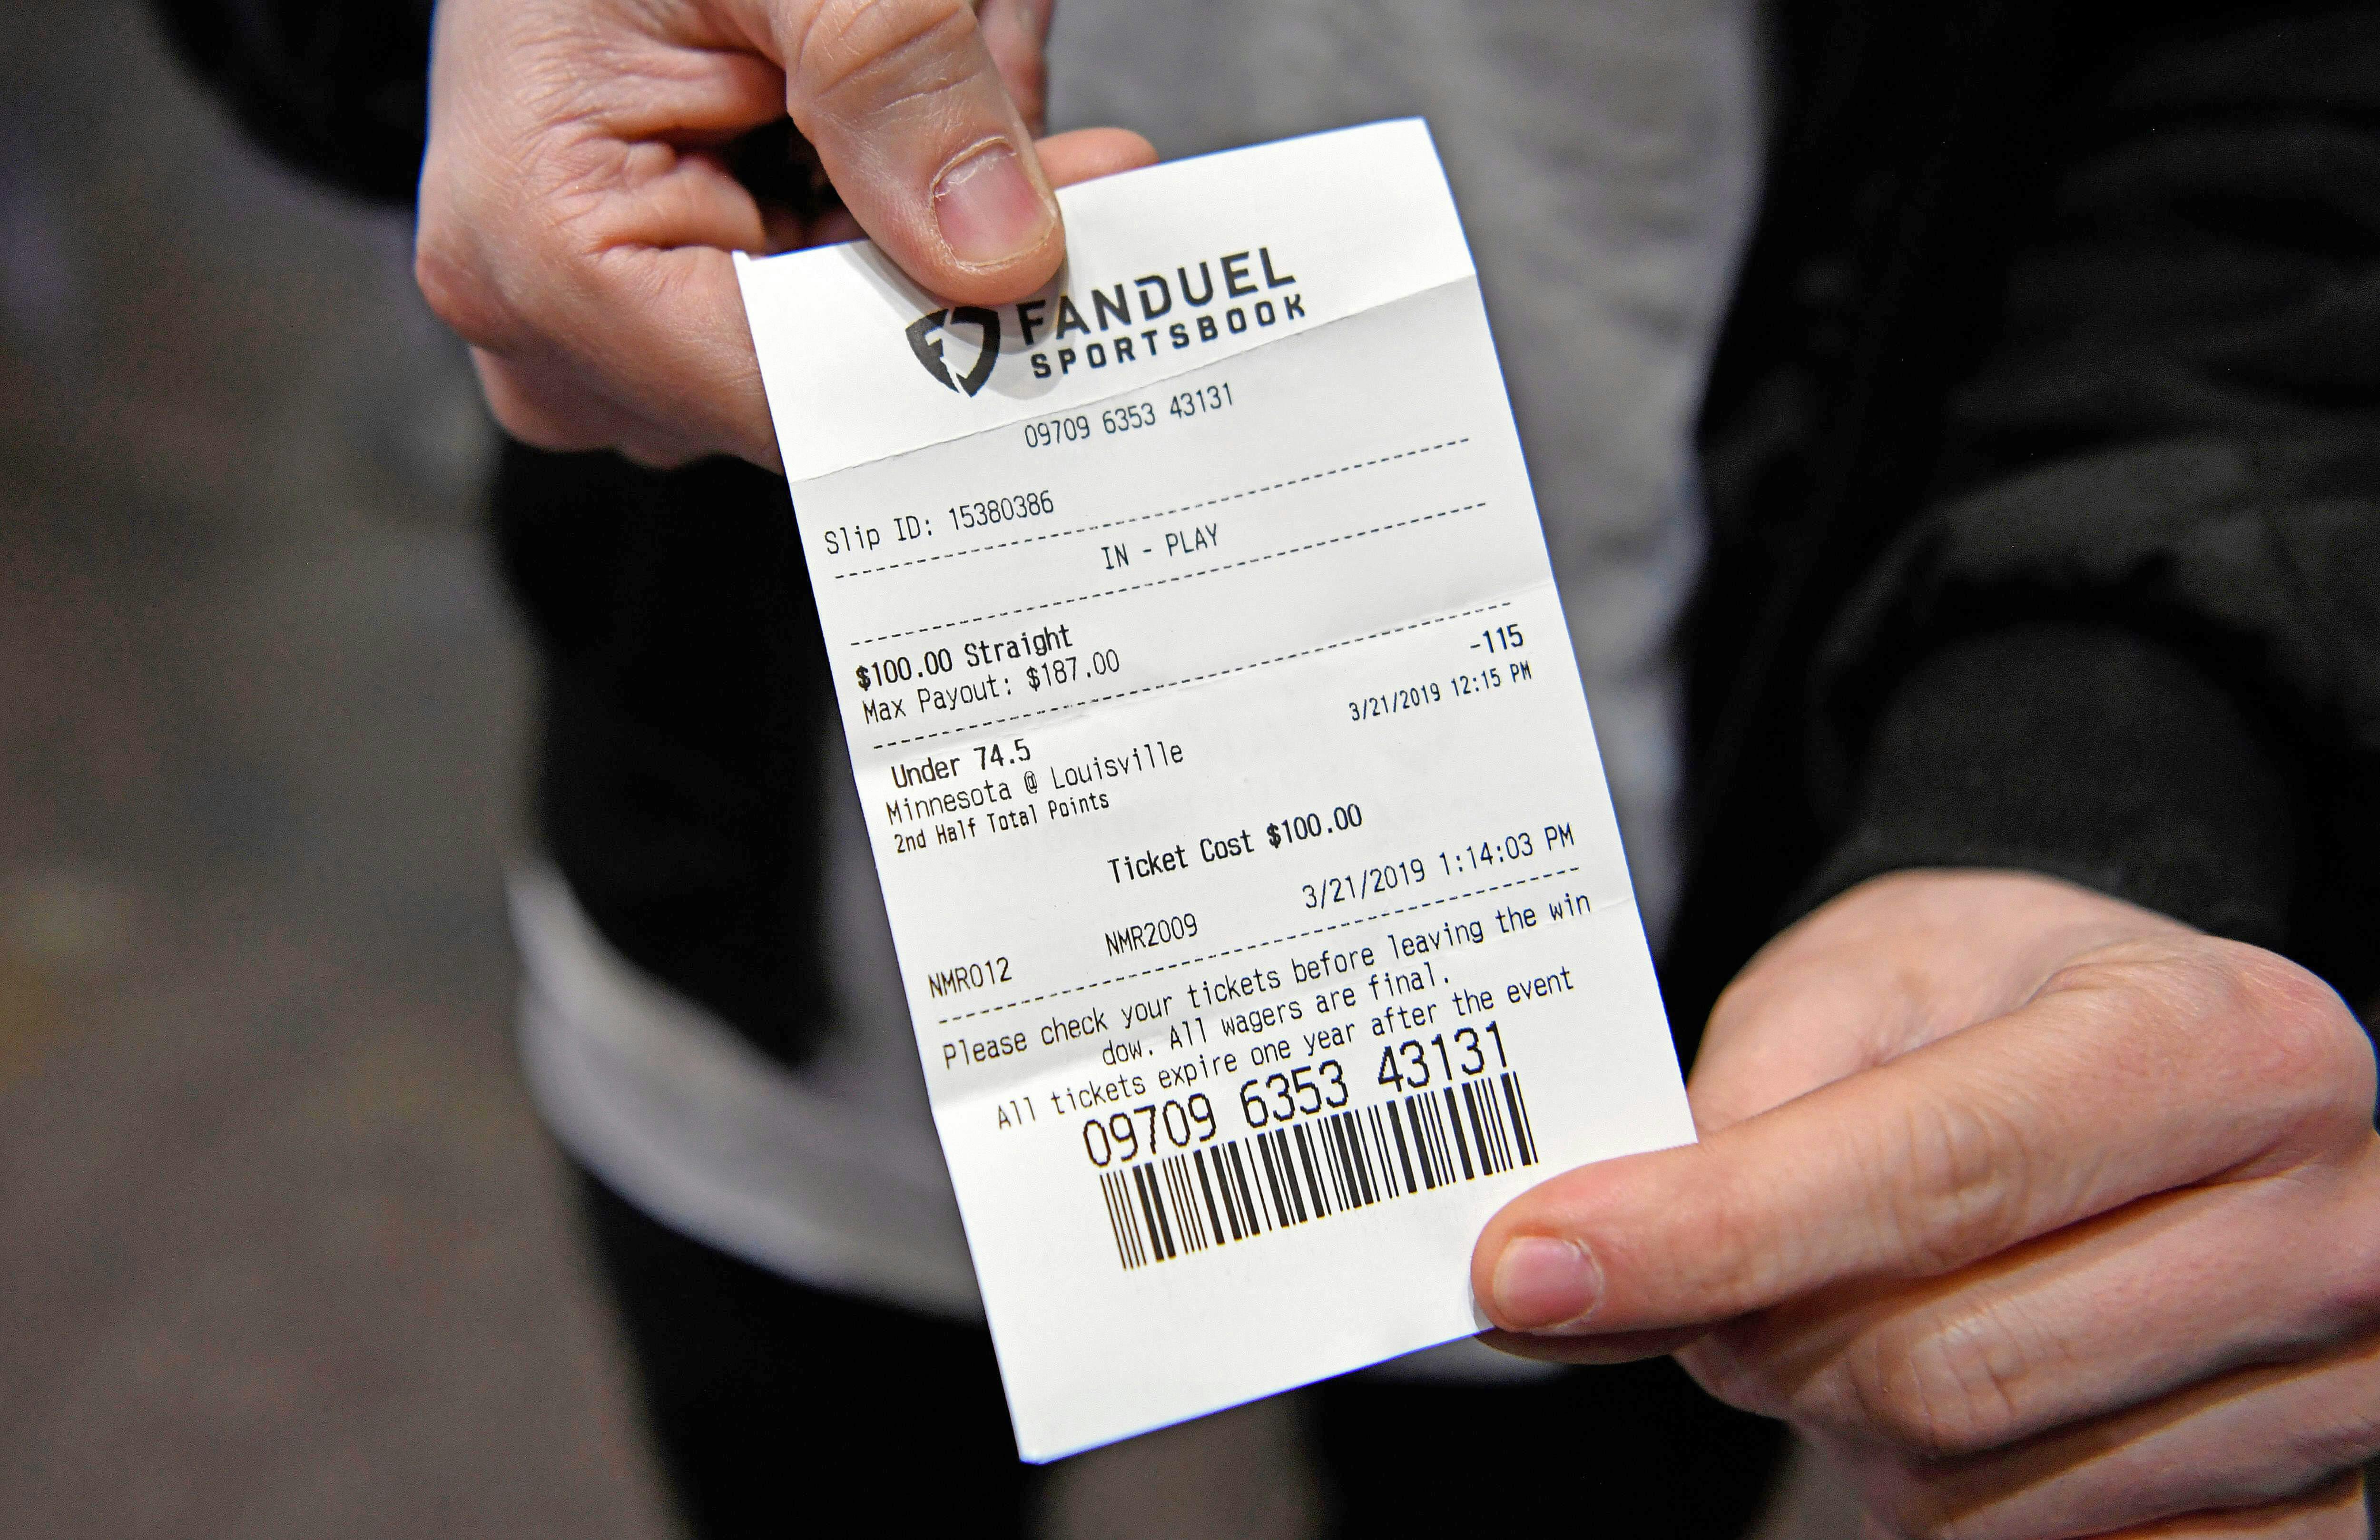 FANDUEL
SPORTSBOOK
09709 6353 43131
Slip ID: 15380386
IN - PLAY
$100.00 Straight
Max Payout: $187.00
-115
3/21/2019 12:15 PM
Under 74.5
Minnesota @ Louisville
2nd Half Total Points
Ticket Cost $100.00
NMR012 NMR2009 3/21/2019 1:14:03 PM
Please check your tickets before leaving the win
dow. All wagers are final.
All tickets expire one year after the event
09709 6353 43131